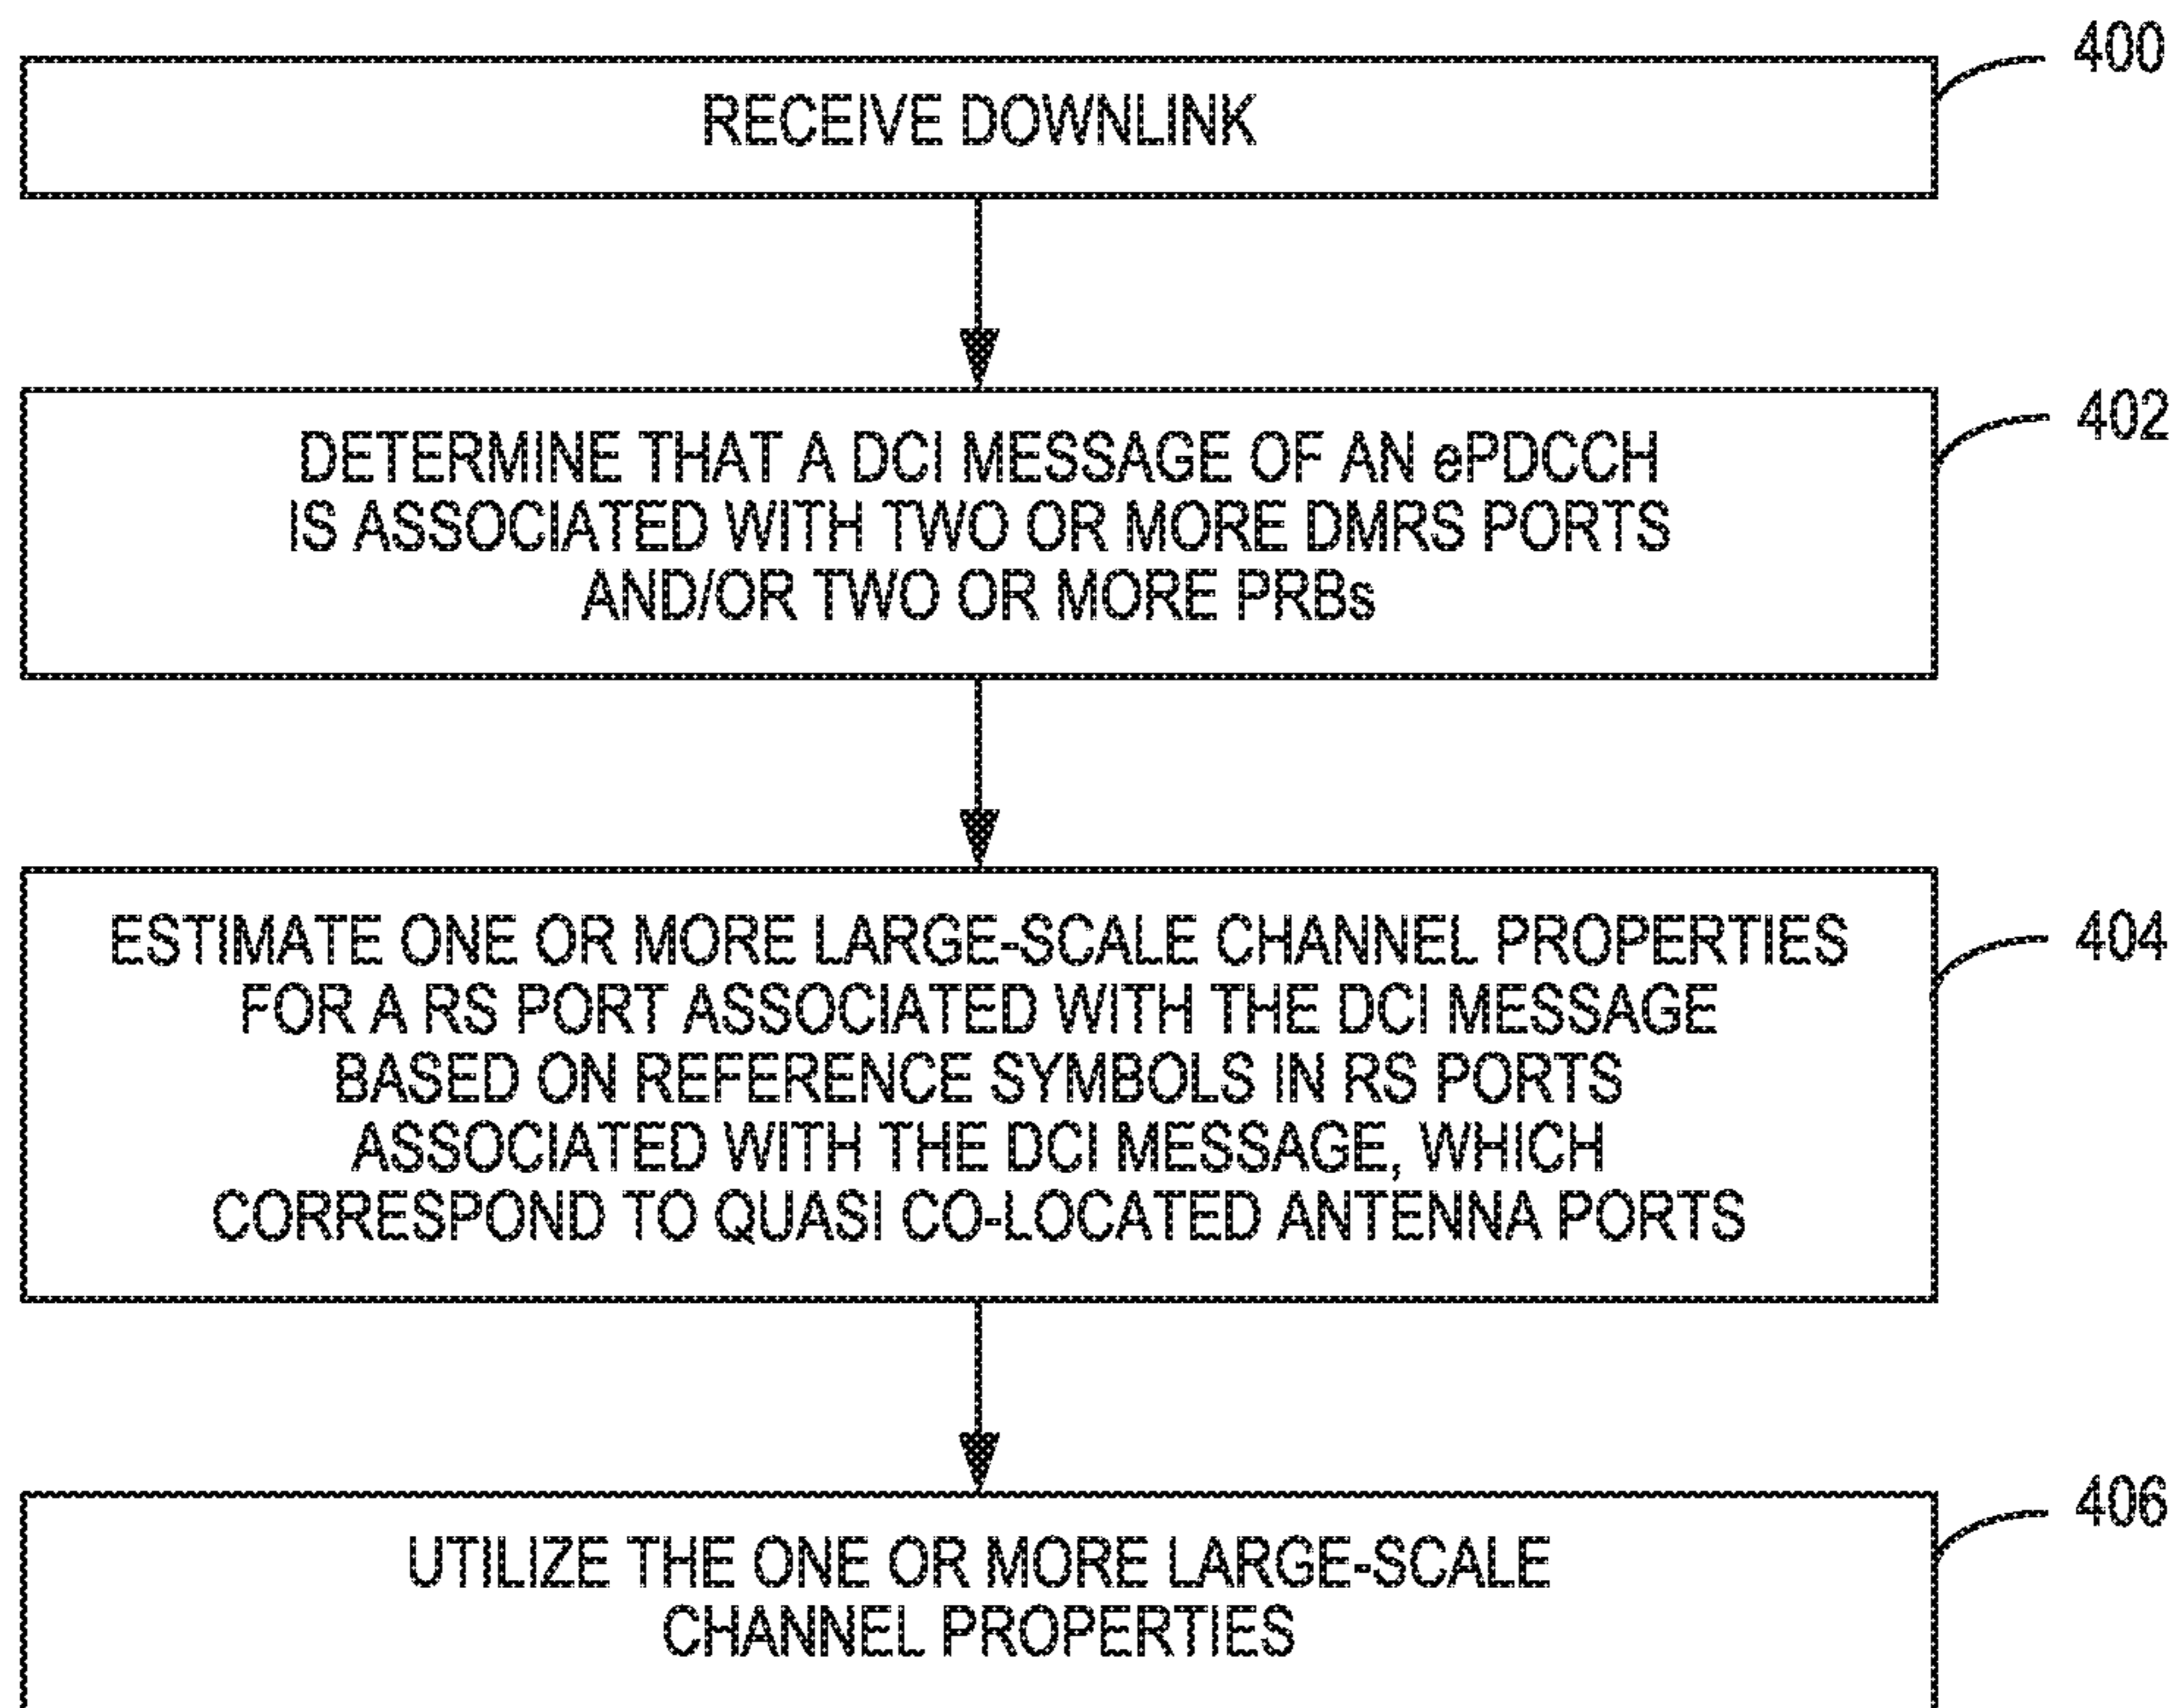 400
RECEIVE DOWNLINK
402
DETERMINE THAT A DCI MESSAGE OF AN ePDCCH
IS ASSOCIATED WITH TWO OR MORE DMRS PORTS
AND/OR TWO OR MORE PRBs
404
ESTIMATE ONE OR MORE LARGE-SCALE CHANNEL PROPERTIES
FOR A RS PORT ASSOCIATED WITH THE DCI MESSAGE
BASED ON REFERENCE SYMBOLS IN RS PORTS
ASSOCIATED WITH THE DCI MESSAGE, WHICH
CORRESPOND TO QUASI CO-LOCATED ANTENNA PORTS
406
UTILIZE THE ONE OR MORE LARGE-SCALE
CHANNEL PROPERTIES